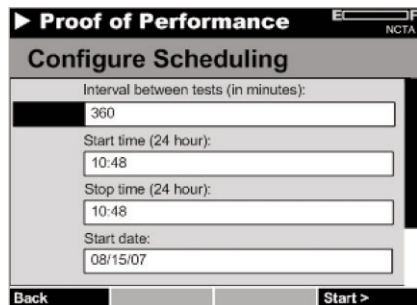 ▶ Proof of Performance
E F
NCTA
Configure Scheduling
Interval between tests (in minutes):
360
Start time (24 hour):
10:48
Stop time (24 hour):
10:48
Start date:
08/15/07
Back Start >